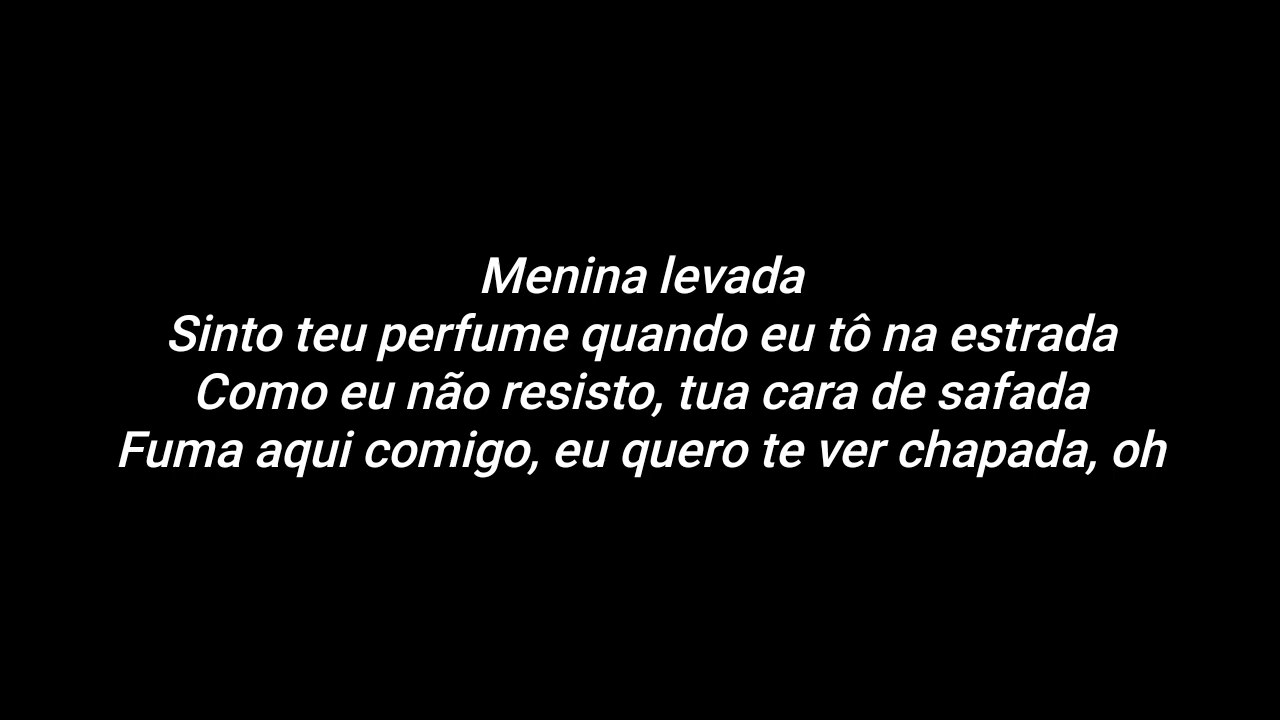 Menina levada
Sinto teu perfume quando eu tô na estrada
Como eu não resisto, tua cara de safada
Fuma aqui comigo, eu quero te ver chapada, oh